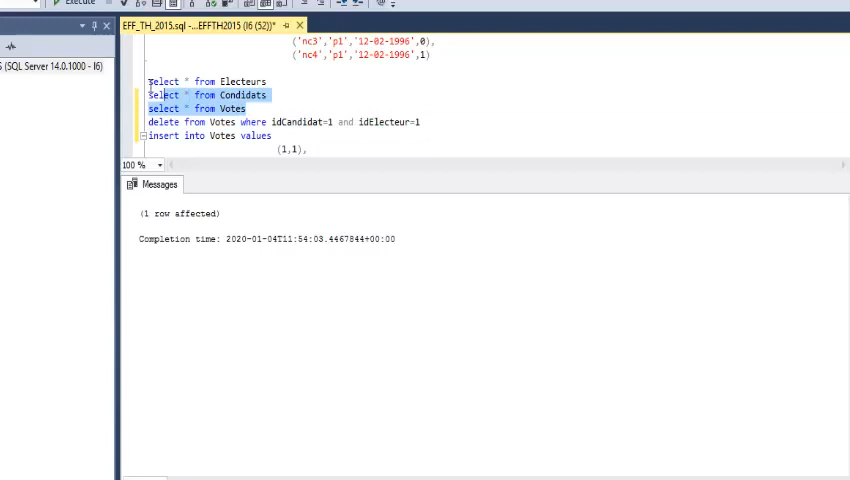 Execute
EFF_TH_2015.sql -...EFFTH2015 (I6 (52))*
('nc3','p1','12-02-1996',0),
('nc4','p1','12-02-1996',1)
S (SQL Server 14.0.1000 - I6)
select * from Electeurs
select * from Condidats
select * from Votes
delete from Votes where idCandidat=1 and idElecteur=1
insert into Votes values
(1,1),
100 %
Messages
(1 row affected)
Completion time: 2020-01-04T11:54:03.4467844+00:00